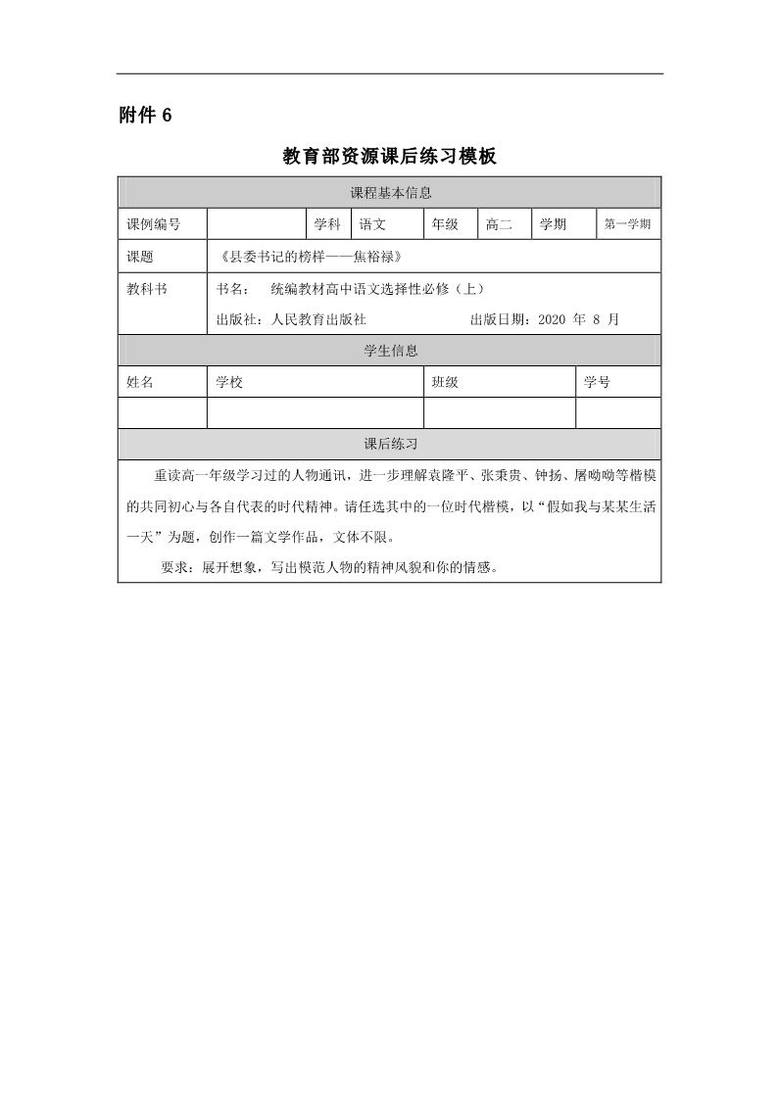 附件 6
教育部资源课后练习模板
课程基本信息
课例编号 学科 语文 年级 高二 学期 第一学期
课题 《县委书记的榜样——焦裕禄》
教科书 书名： 统编教材高中语文选择性必修（上）
出版社：人民教育出版社 出版日期：2020 年 8 月
学生信息
姓名 学校 班级 学号
课后练习
重读高一年级学习过的人物通讯，进一步理解袁隆平、张秉贵、钟扬、屠呦呦等楷模
的共同初心与各自代表的时代精神。请任选其中的一位时代楷模，以“假如我与某某生活
一天”为题，创作一篇文学作品，文体不限。
要求：展开想象，写出模范人物的精神风貌和你的情感。